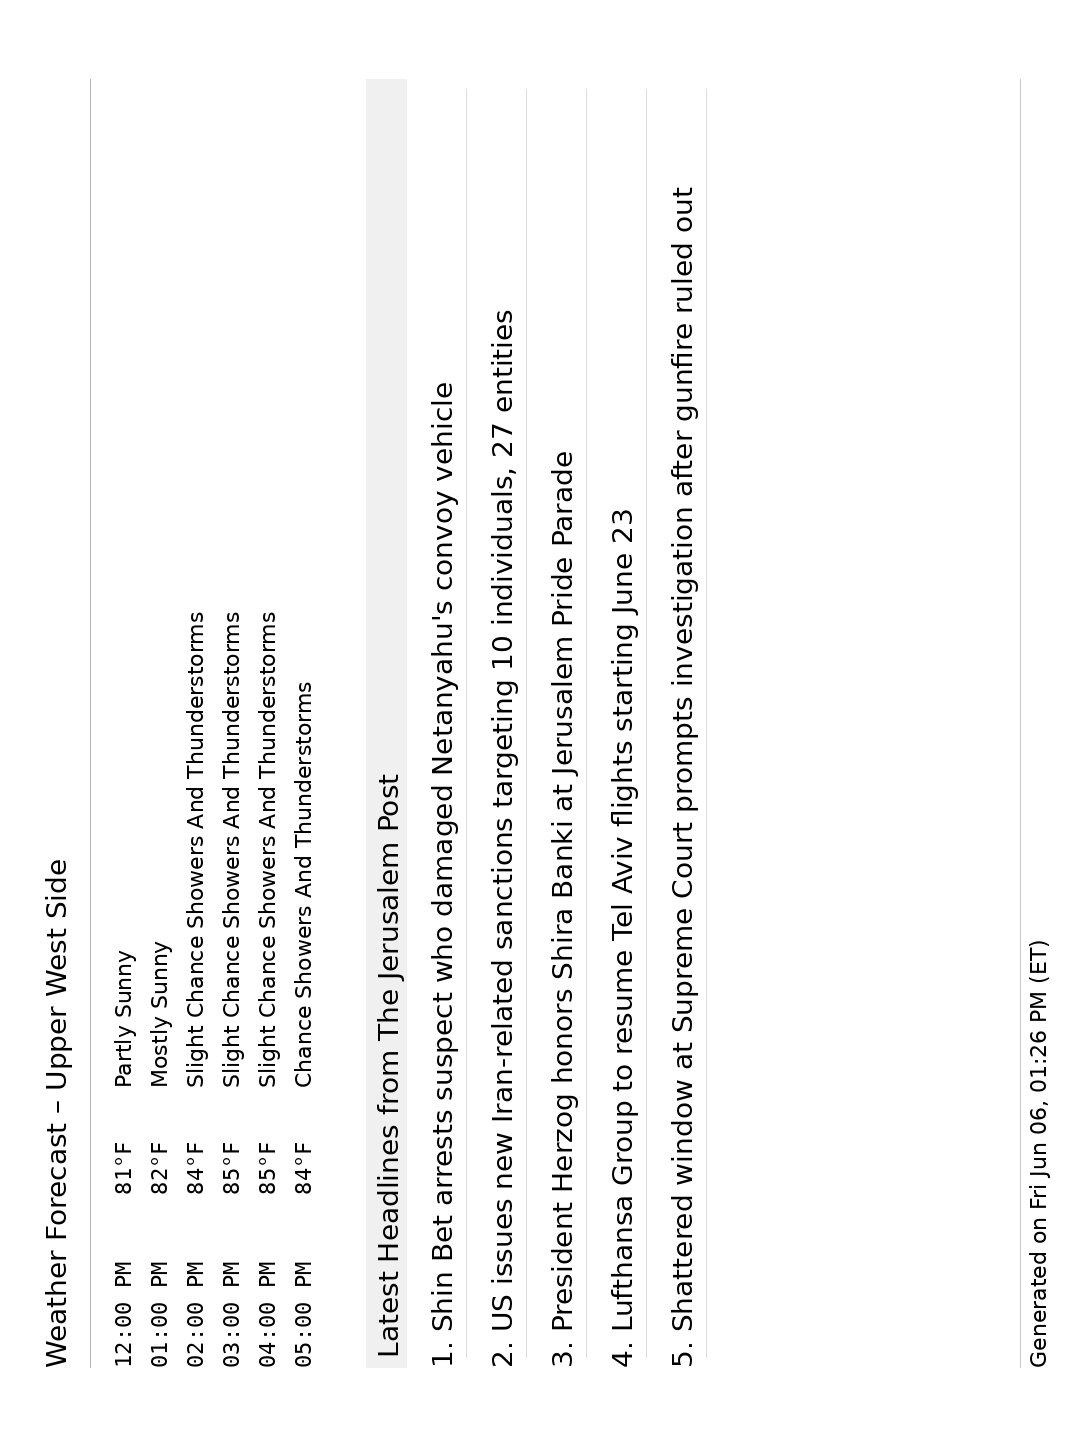 Weather Forecast – Upper West Side
12:00 PM 81°F Partly Sunny
01:00 PM 82°F Mostly Sunny
02:00 PM 84°F Slight Chance Showers And Thunderstorms
03:00 PM 85°F Slight Chance Showers And Thunderstorms
04:00 PM 85°F Slight Chance Showers And Thunderstorms
05:00 PM 84°F Chance Showers And Thunderstorms
Latest Headlines from The Jerusalem Post
1. Shin Bet arrests suspect who damaged Netanyahu's convoy vehicle
2. US issues new Iran-related sanctions targeting 10 individuals, 27 entities
3. President Herzog honors Shira Banki at Jerusalem Pride Parade
4. Lufthansa Group to resume Tel Aviv flights starting June 23
5. Shattered window at Supreme Court prompts investigation after gunfire ruled out
Generated on Fri Jun 06, 01:26 PM (ET)